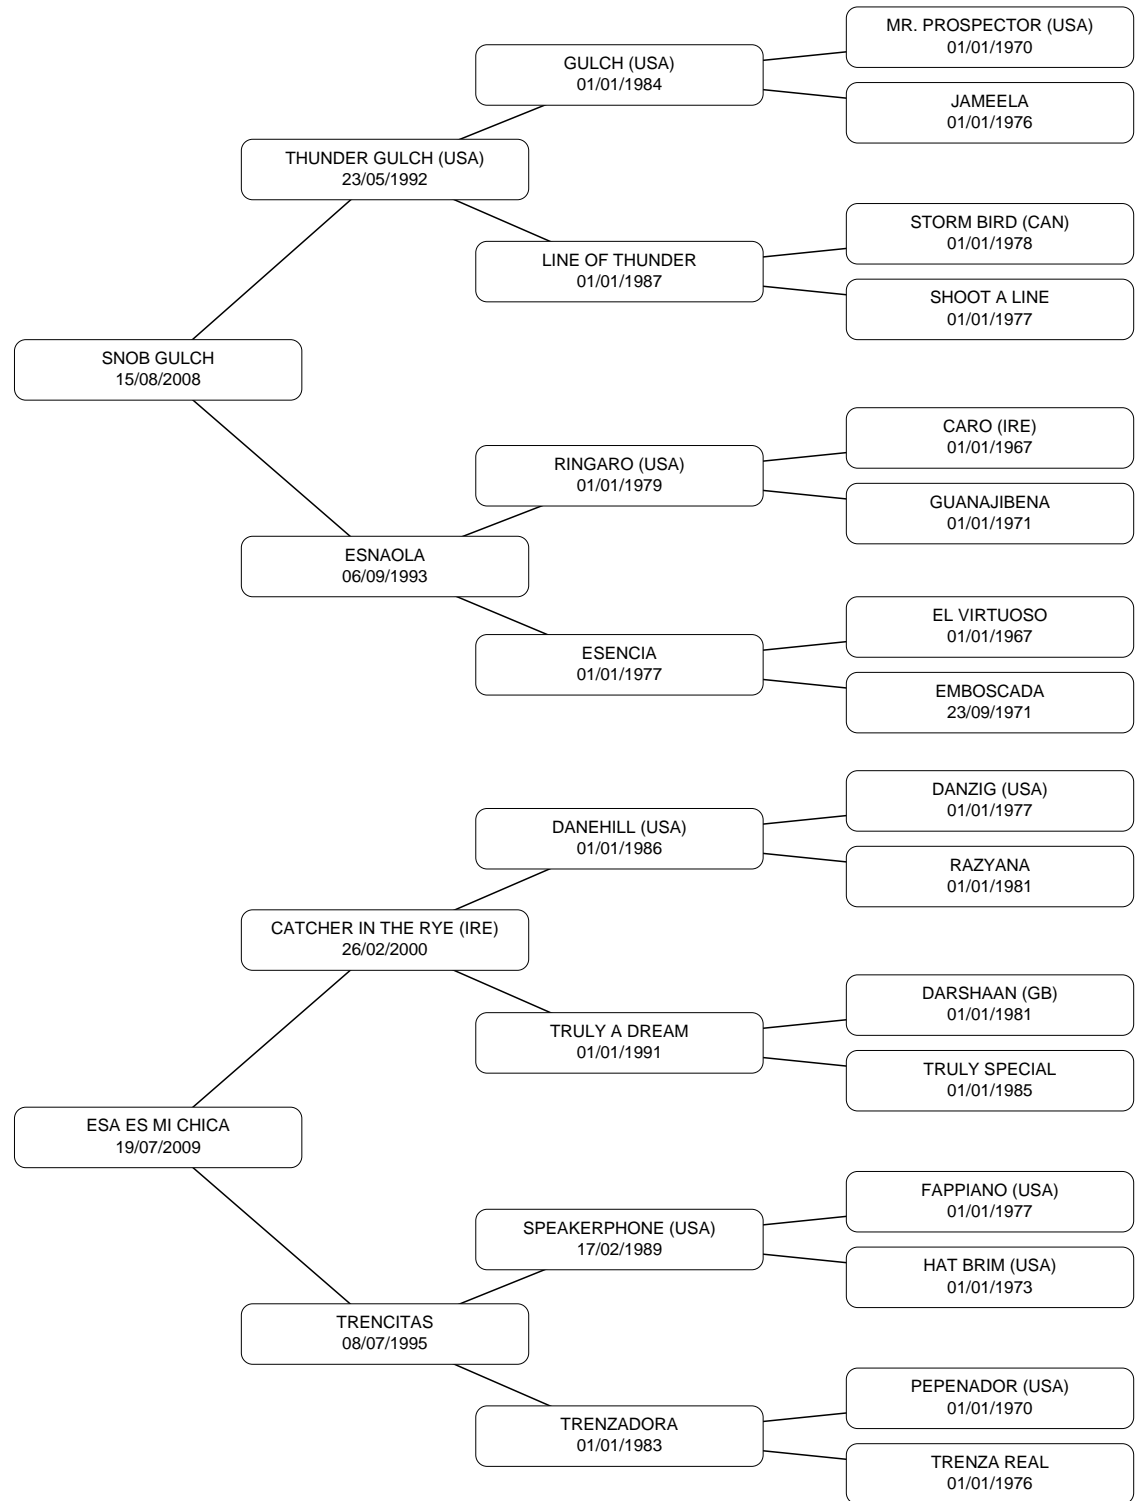 MR. PROSPECTOR (USA)
01/01/1970
GULCH (USA)
01/01/1984
JAMEELA
01/01/1976
THUNDER GULCH (USA)
23/05/1992
STORM BIRD (CAN)
01/01/1978
LINE OF THUNDER
01/01/1987
SHOOT A LINE
01/01/1977
SNOB GULCH
15/08/2008
CARO (IRE)
01/01/1967
RINGARO (USA)
01/01/1979
GUANAJIBENA
01/01/1971
ESNAOLA
06/09/1993
EL VIRTUOSO
01/01/1967
ESENCIA
01/01/1977
EMBOSCADA
23/09/1971
DANZIG (USA)
01/01/1977
DANEHILL (USA)
01/01/1986
RAZYANA
01/01/1981
CATCHER IN THE RYE (IRE)
26/02/2000
DARSHAAN (GB)
01/01/1981
TRULY A DREAM
01/01/1991
TRULY SPECIAL
01/01/1985
ESA ES MI CHICA
19/07/2009
FAPPIANO (USA)
01/01/1977
SPEAKERPHONE (USA)
17/02/1989
HAT BRIM (USA)
01/01/1973
TRENCITAS
08/07/1995
PEPENADOR (USA)
01/01/1970
TRENZADORA
01/01/1983
TRENZA REAL
01/01/1976